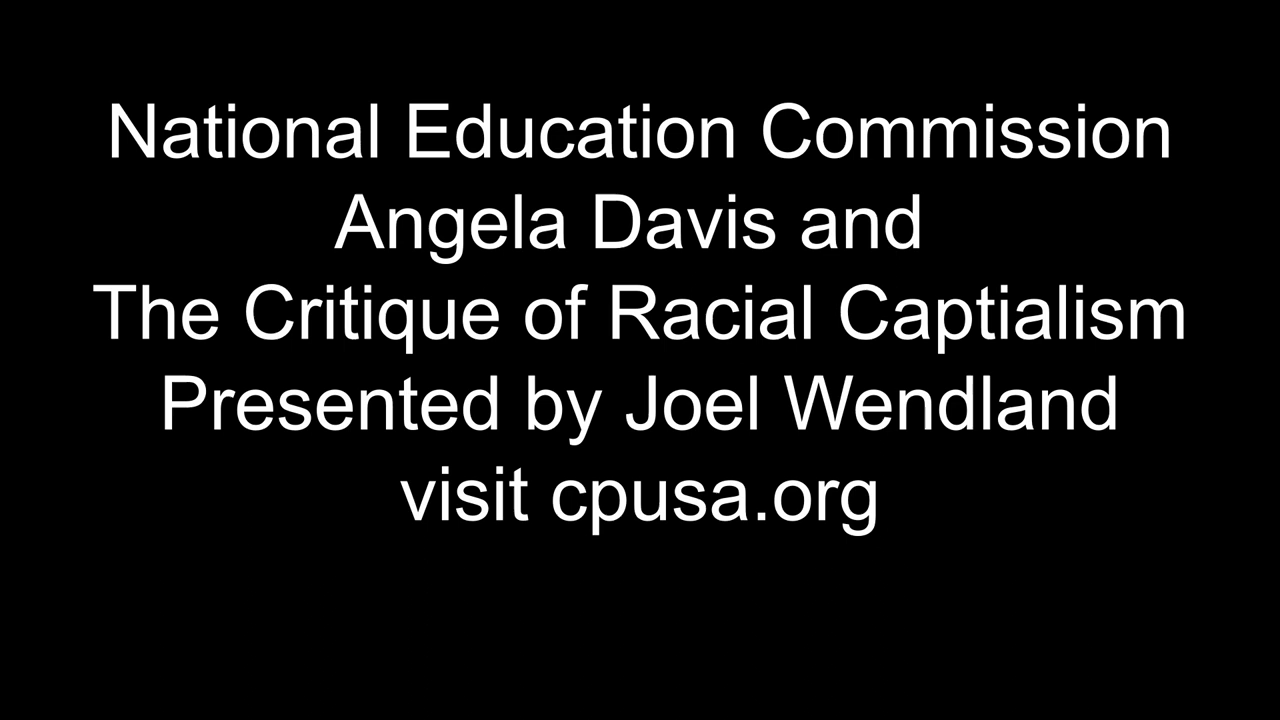 National Education Commission
Angela Davis and
The Critique of Racial Captialism
Presented by Joel Wendland
visit cpusa.org